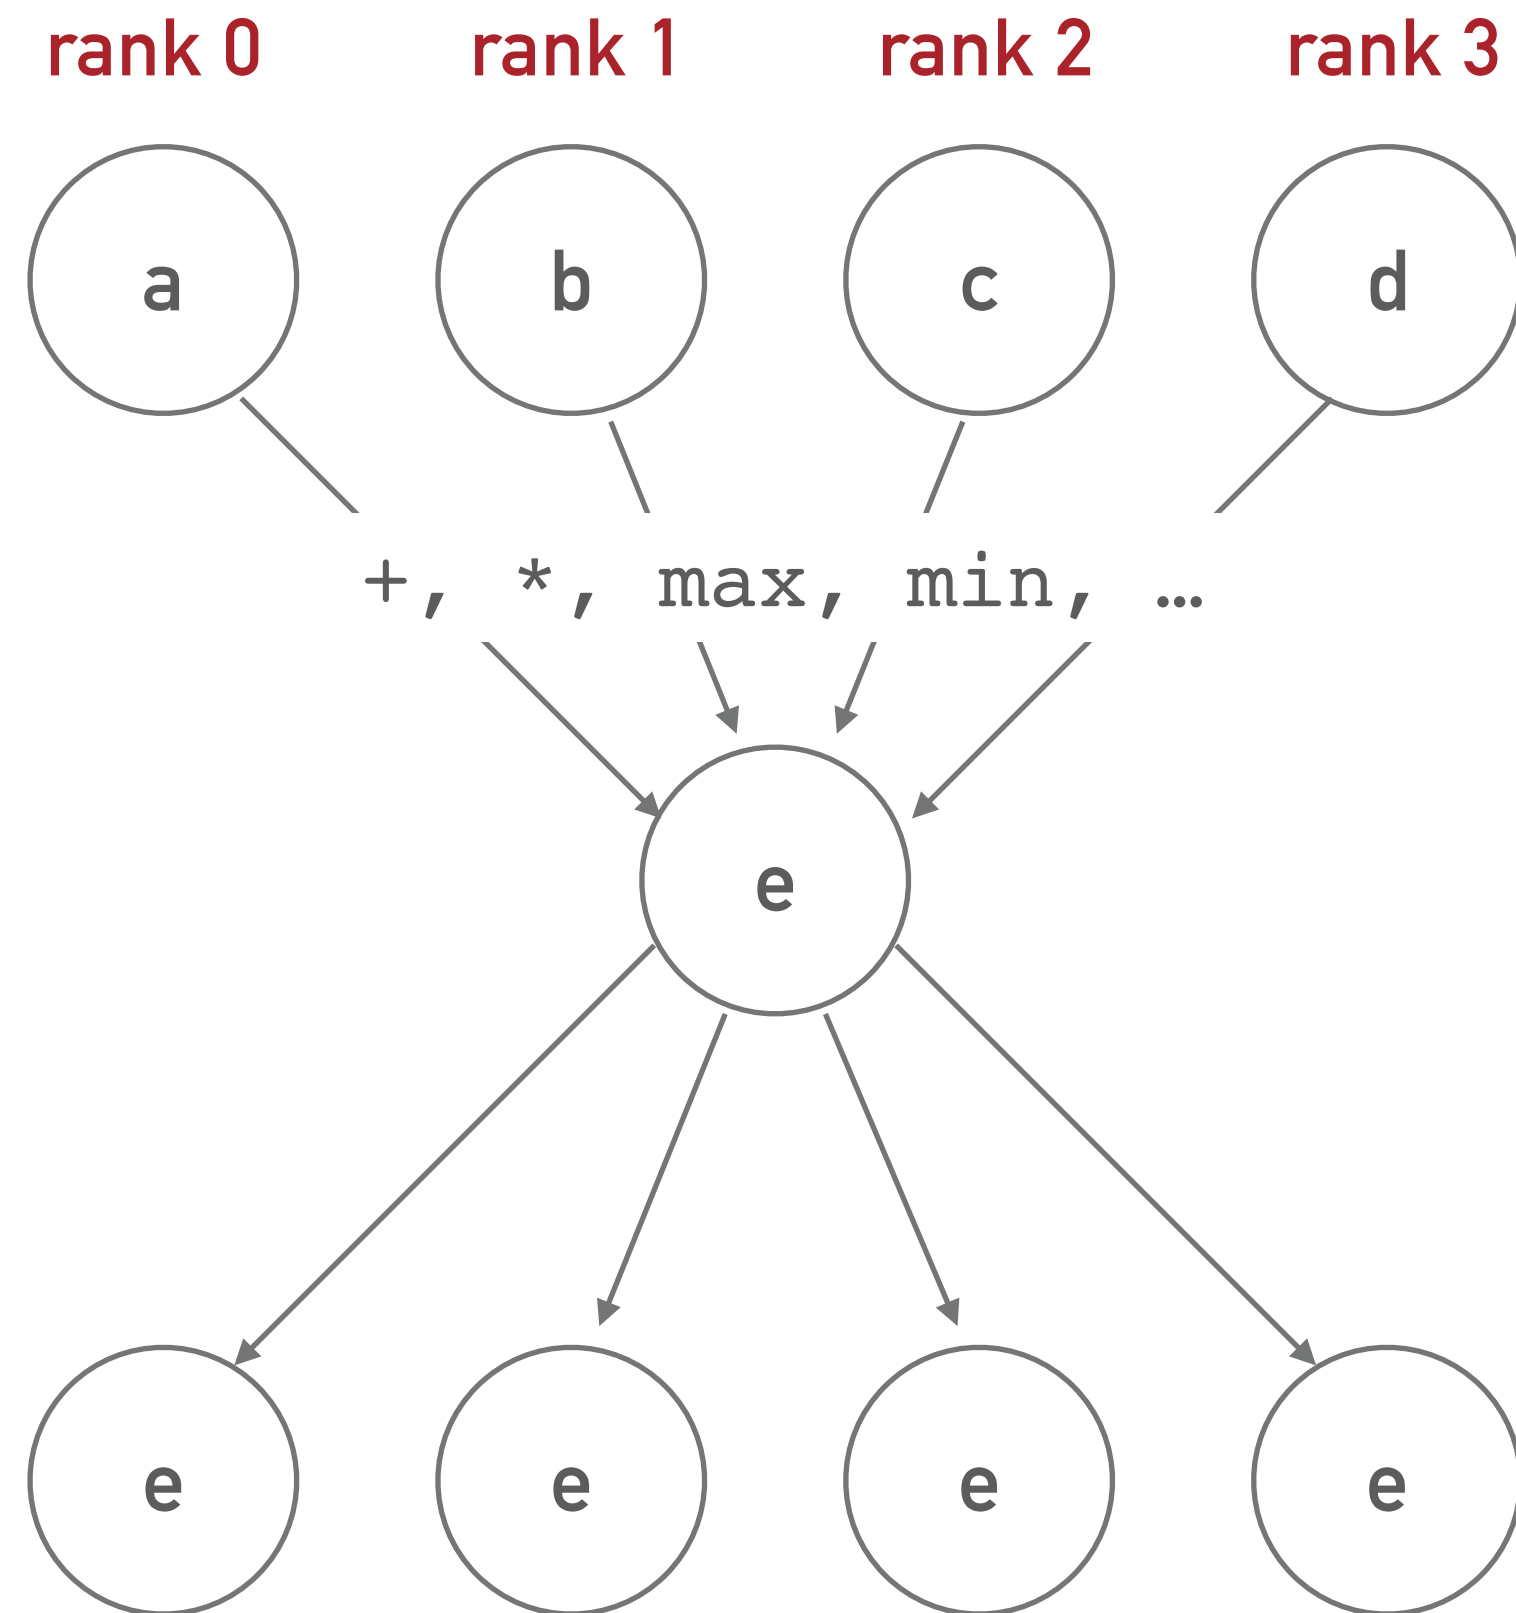 rank 0 rank 1 rank 2 rank 3
a b c d
+, *, max, min, …
e
e e e e